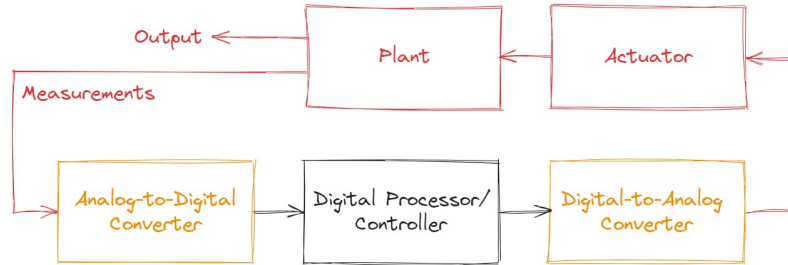 Output
Plant
Actuator
Measurements
Analog-to-Digital
Converter
Digital Processor/
Controller
Digital-to-Analog
Converter